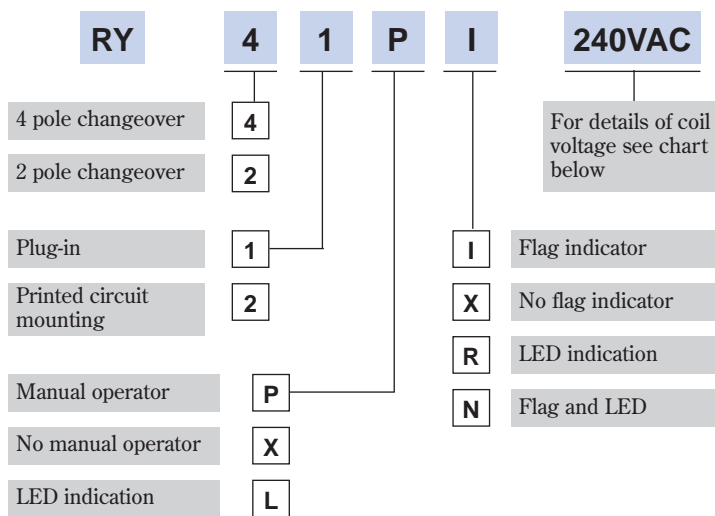 RY 4 1 P I 240VAC
4 pole changeover 4
2 pole changeover 2
For details of coil
voltage see chart
below
Plug-in 1
Printed circuit
mounting 2
I Flag indicator
X No flag indicator
R LED indication
N Flag and LED
Manual operator P
No manual operator X
LED indication L